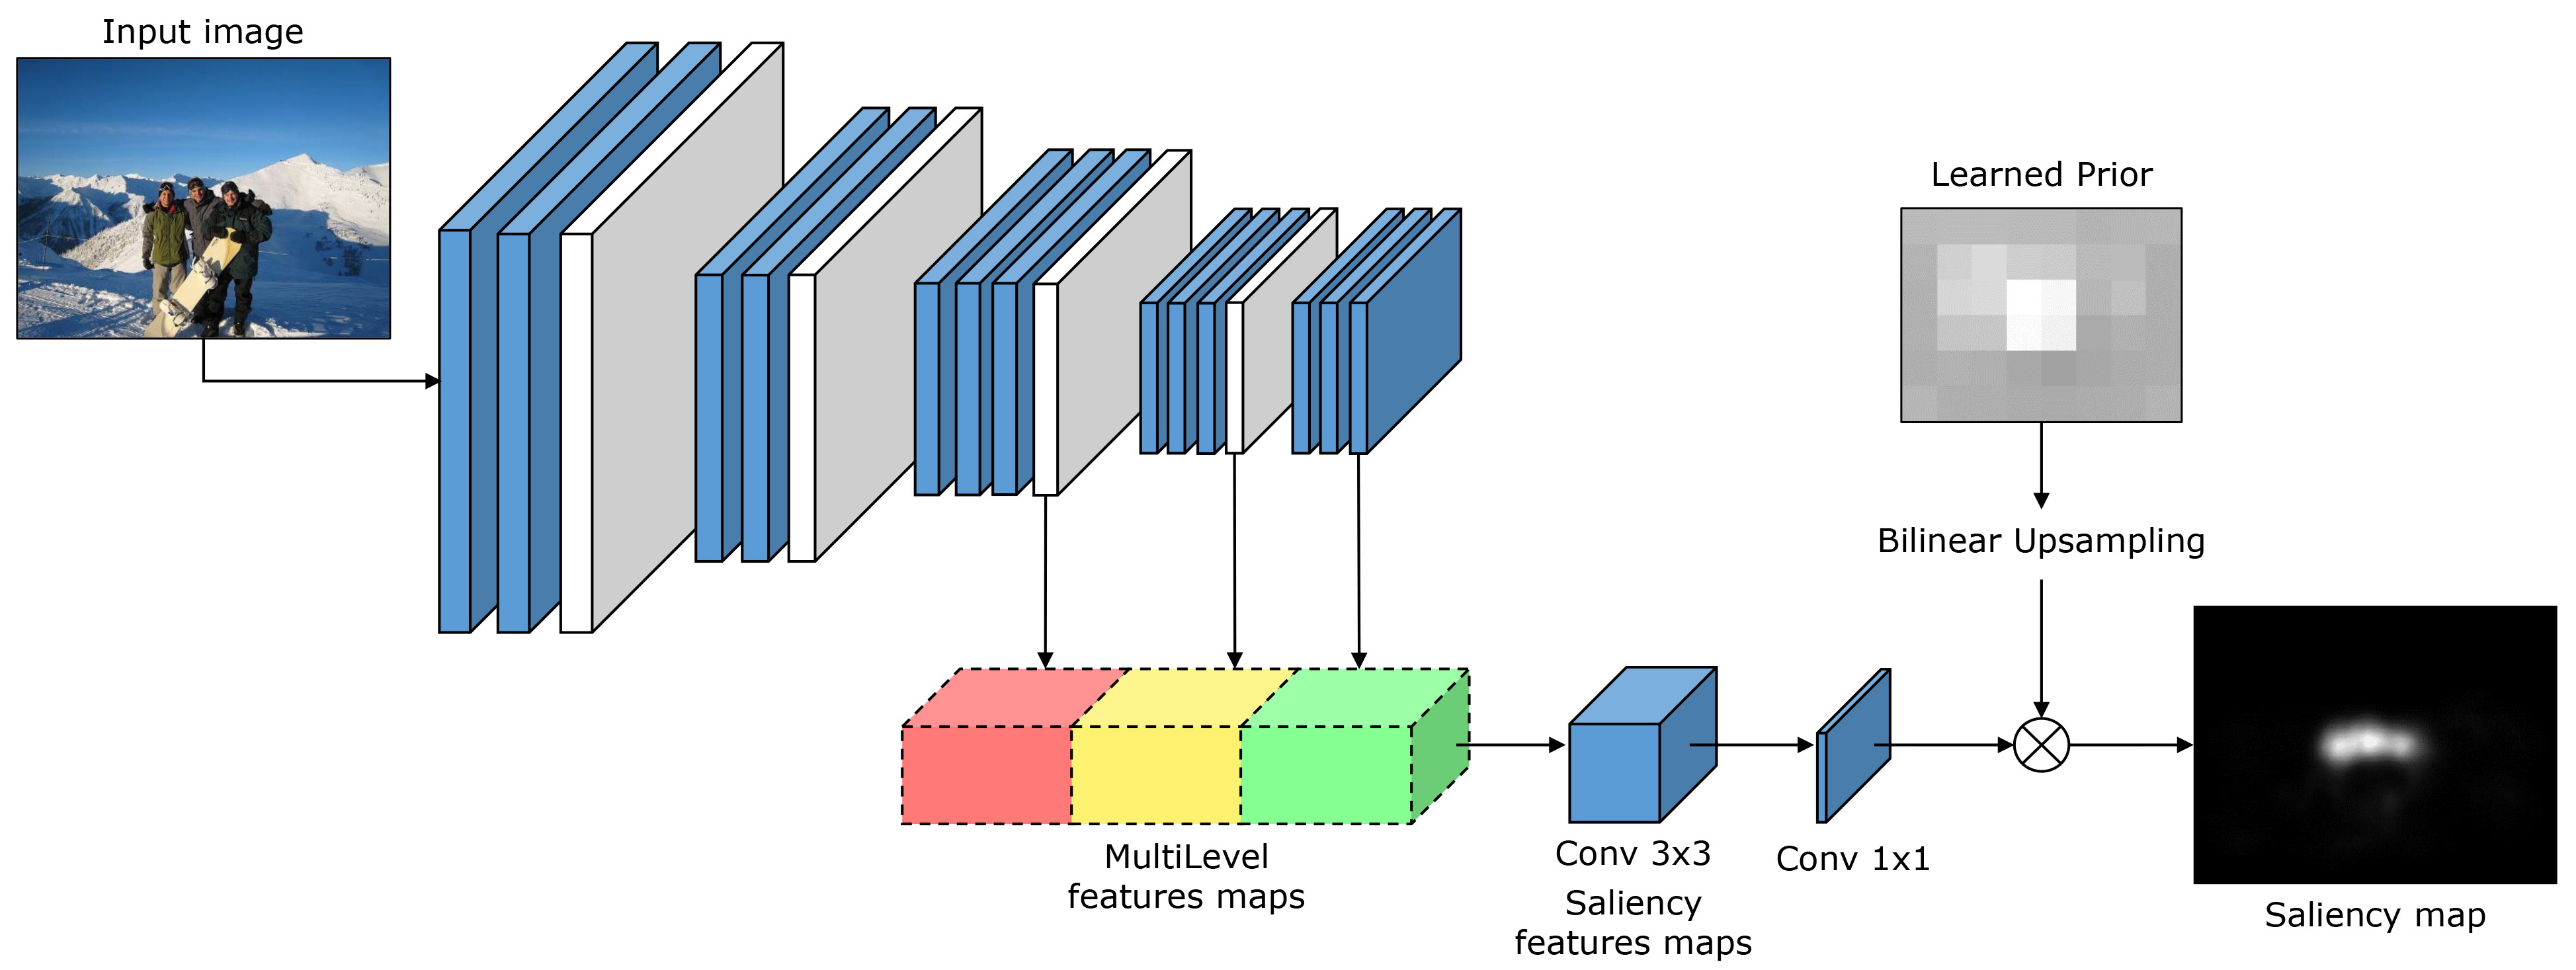 Input image
Learned Prior
Bilinear Upsampling
MultiLevel
features maps
Conv 3x3
Saliency
features maps
Conv 1x1
Saliency map